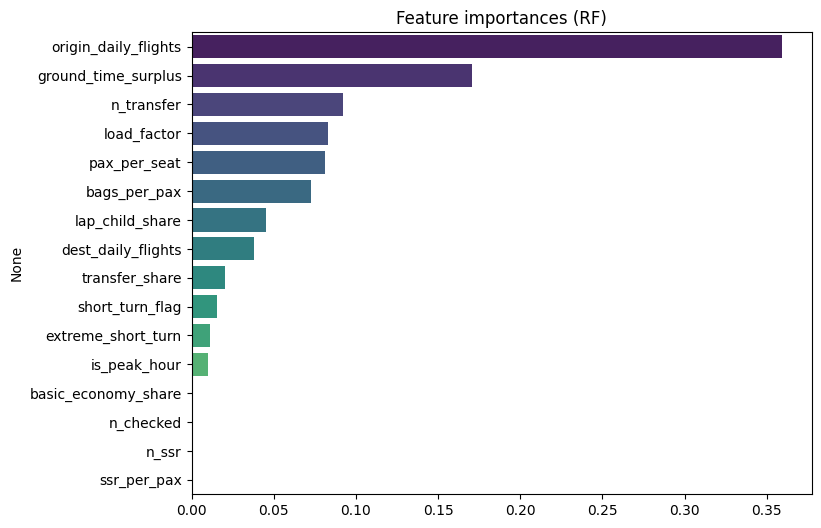 Feature importances (RF)
origin_daily_flights
ground_time_surplus
n_transfer
load_factor
pax_per_seat
bags_per_pax
lap_child_share
dest_daily_flights
transfer_share
short_turn_flag
extreme_short_turn
is_peak_hour
basic_economy_share
n_checked
n_ssr
ssr_per_pax
None
0.00 0.05 0.10 0.15 0.20 0.25 0.30 0.35